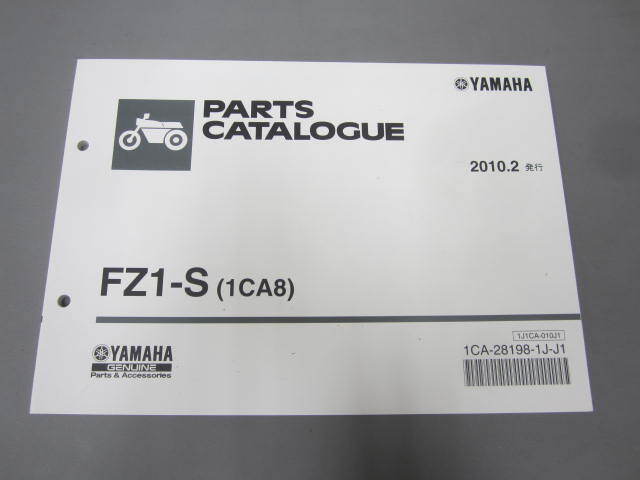 YAMAHA
PARTS
CATALOGUE
2010.2 発行
FZ1-S (1CA8)
YAMAHA
GENUINE
Parts & Accessories
1J1CA-010J1
1CA-28198-1J-J1